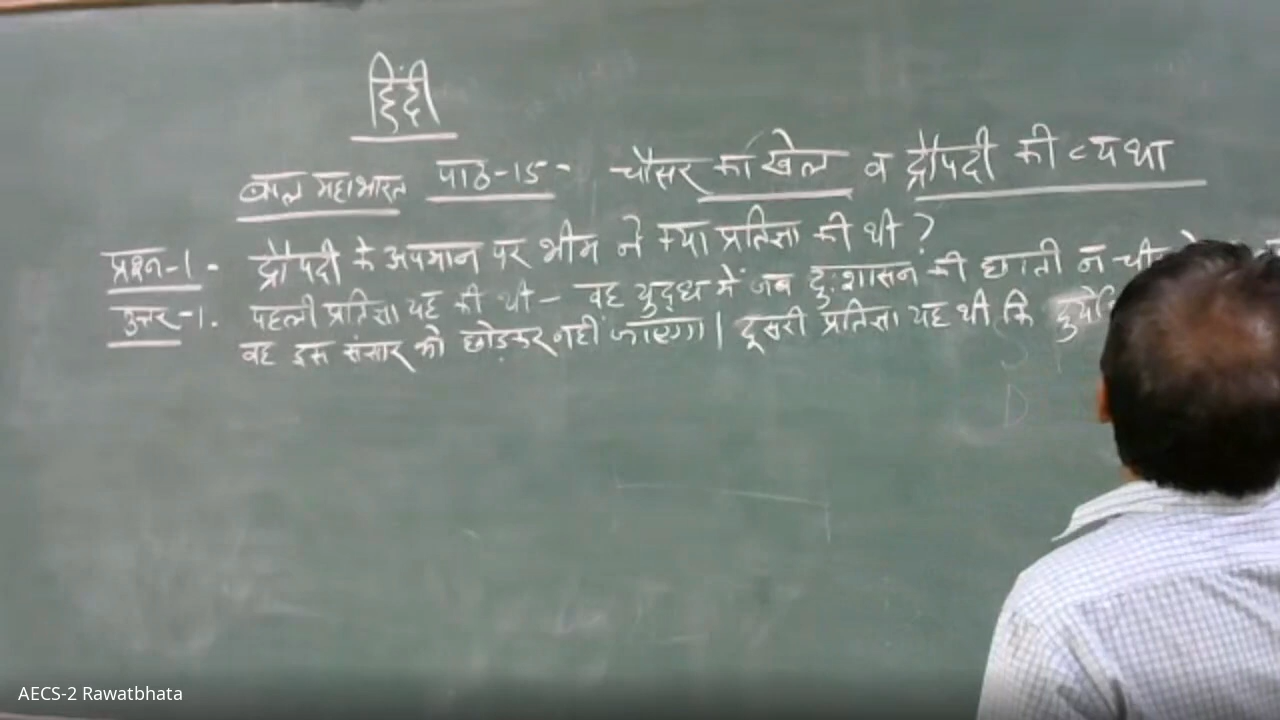 हिंदी
बाल महाभारत पाठ-15- चौसर का खेल व द्रौपदी की व्यथा
प्रश्न-1- द्रौपदी के अपमान पर भीम ने क्या प्रतिज्ञा की थी ?
उत्तर-1. पहली प्रतिज्ञा यह की थी – वह युद्ध में जब दुःशासन की छाती न
वह इस संसार को छोड़कर नहीं जाएगा। दूसरी प्रतिज्ञा यह थी कि
AECS-2 Rawatbhata